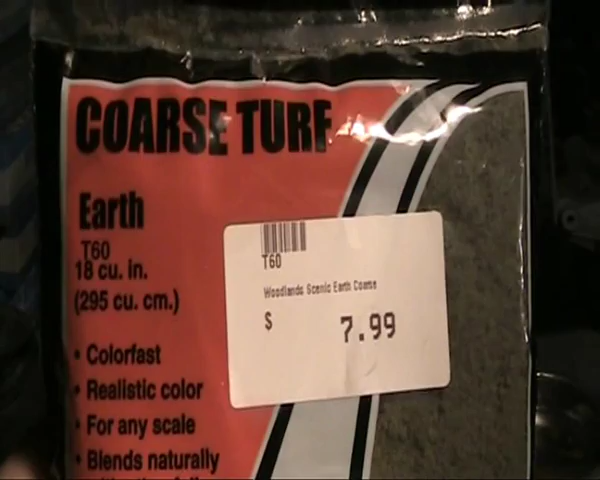 COARSE TURF
Earth
T60
18 cu. in.
(295 cu. cm.)
• Colorfast
• Realistic color
• For any scale
• Blends naturally
T60
Woodlands Scenic Earth Coarse
$ 7.99